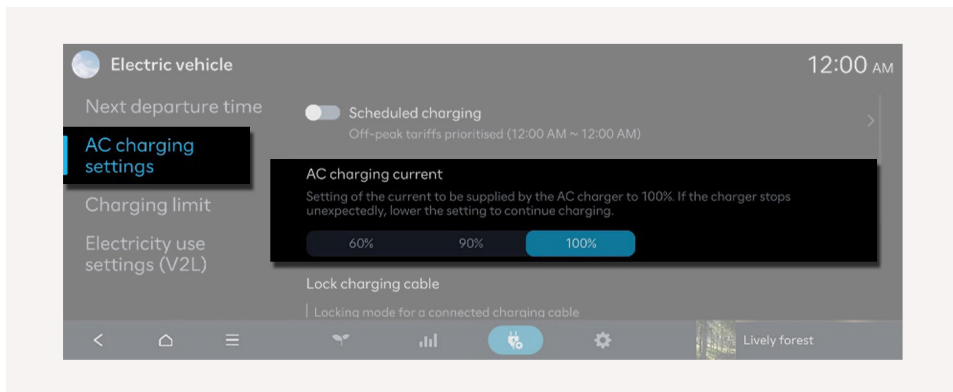 Electric vehicle
12:00 AM
Next departure time
AC charging
settings
Charging limit
Electricity use
settings (V2L)
Scheduled charging
Off-peak tariffs prioritised (12:00 AM ~ 12:00 AM)
AC charging current
Setting of the current to be supplied by the AC charger to 100%. If the charger stops
unexpectedly, lower the setting to continue charging.
60% 90% 100%
Lock charging cable
Locking mode for a connected charging cable
Lively forest